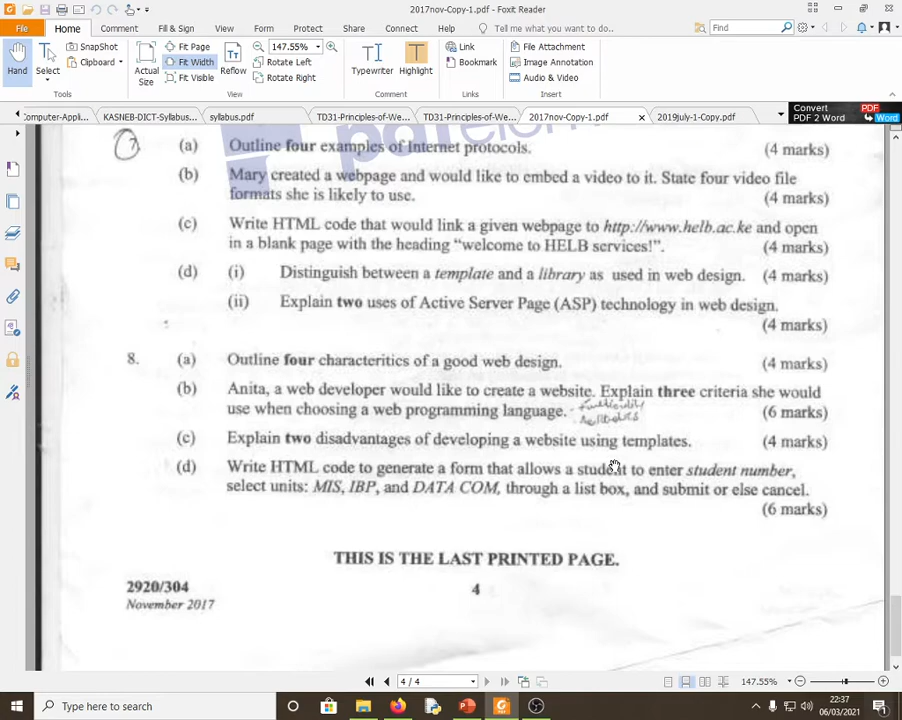 2017nov-Copy-1.pdf - Foxit Reader
File Home Comment Fill & Sign View Form Protect Share Connect Help Tell me what you want to do.. Find
Hand Select SnapShot Clipboard Actual Size Fit Page Fit Width Fit Visible Reflow 147.55% Rotate Left Rotate Right Typewriter Highlight Link Bookmark File Attachment Image Annotation Audio & Video
Tools View Comment Links Insert
Computer-Appli... KASNEB-DICT-Syllabus... syllabus.pdf TD31-Principles-of-We... TD31-Principles-of-We... 2017nov-Copy-1.pdf 2019july-1-Copy.pdf Convert PDF 2 Word PDF Word
7 (a) Outline four examples of Internet protocols. (4 marks)
(b) Mary created a webpage and would like to embed a video to it. State four video file
formats she is likely to use. (4 marks)
(c) Write HTML code that would link a given webpage to http://www.helb.ac.ke and open
in a blank page with the heading “welcome to HELB services!”. (4 marks)
(d) (i) Distinguish between a template and a library as used in web design. (4 marks)
(ii) Explain two uses of Active Server Page (ASP) technology in web design.
(4 marks)
8. (a) Outline four characteritics of a good web design. (4 marks)
(b) Anita, a web developer would like to create a website. Explain three criteria she would
use when choosing a web programming language. - functionality (6 marks)
(c) Explain two disadvantages of developing a website using templates. (4 marks)
(d) Write HTML code to generate a form that allows a student to enter student number,
select units: MIS, IBP, and DATA COM, through a list box, and submit or else cancel.
(6 marks)
THIS IS THE LAST PRINTED PAGE.
2920/304
November 2017
4
4 / 4 147.55%
Type here to search 22:37
06/03/2021